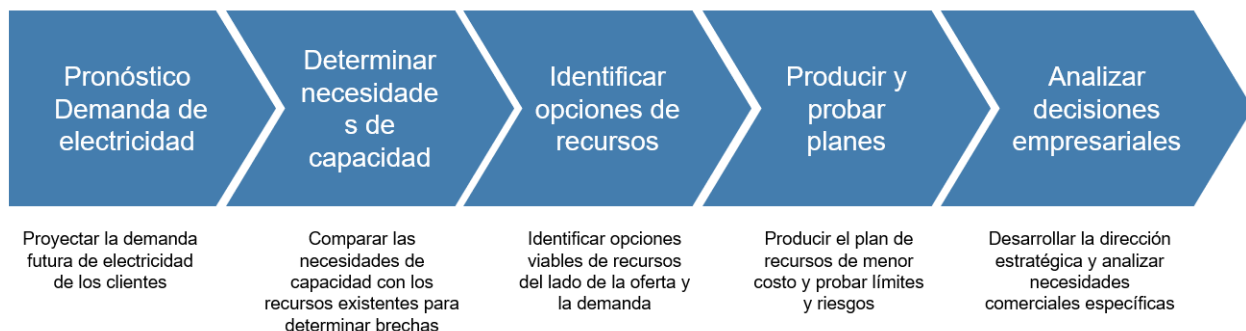 Pronóstico
Demanda de
electricidad
Determinar
necesidade
s de
capacidad
Identificar
opciones de
recursos
Producir y
probar
planes
Analizar
decisiones
empresariales
Proyectar la demanda
futura de electricidad
de los clientes
Comparar las
necesidades de
capacidad con los
recursos existentes para
determinar brechas
Identificar opciones
viables de recursos
del lado de la oferta y
la demanda
Producir el plan de
recursos de menor
costo y probar límites
y riesgos
Desarrollar la dirección
estratégica y analizar
necesidades
comerciales específicas